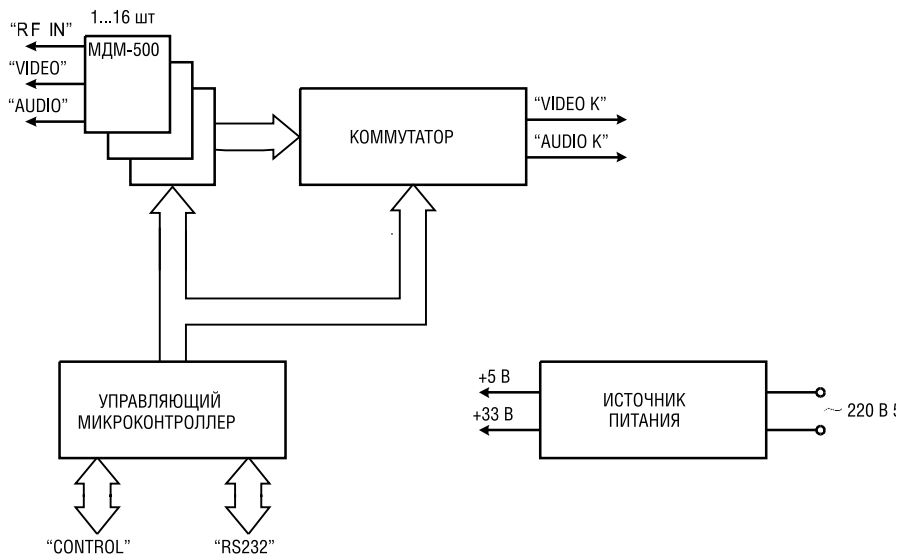 1...16 шт
“RF IN”
МДМ-500
“VIDEO”
“AUDIO”
КОММУТАТОР
“VIDEO K”
“AUDIO K”
УПРАВЛЯЮЩИЙ
МИКРОКОНТРОЛЛЕР
“CONTROL”
“RS232”
+5 В
+33 В
ИСТОЧНИК
ПИТАНИЯ
~ 220 В